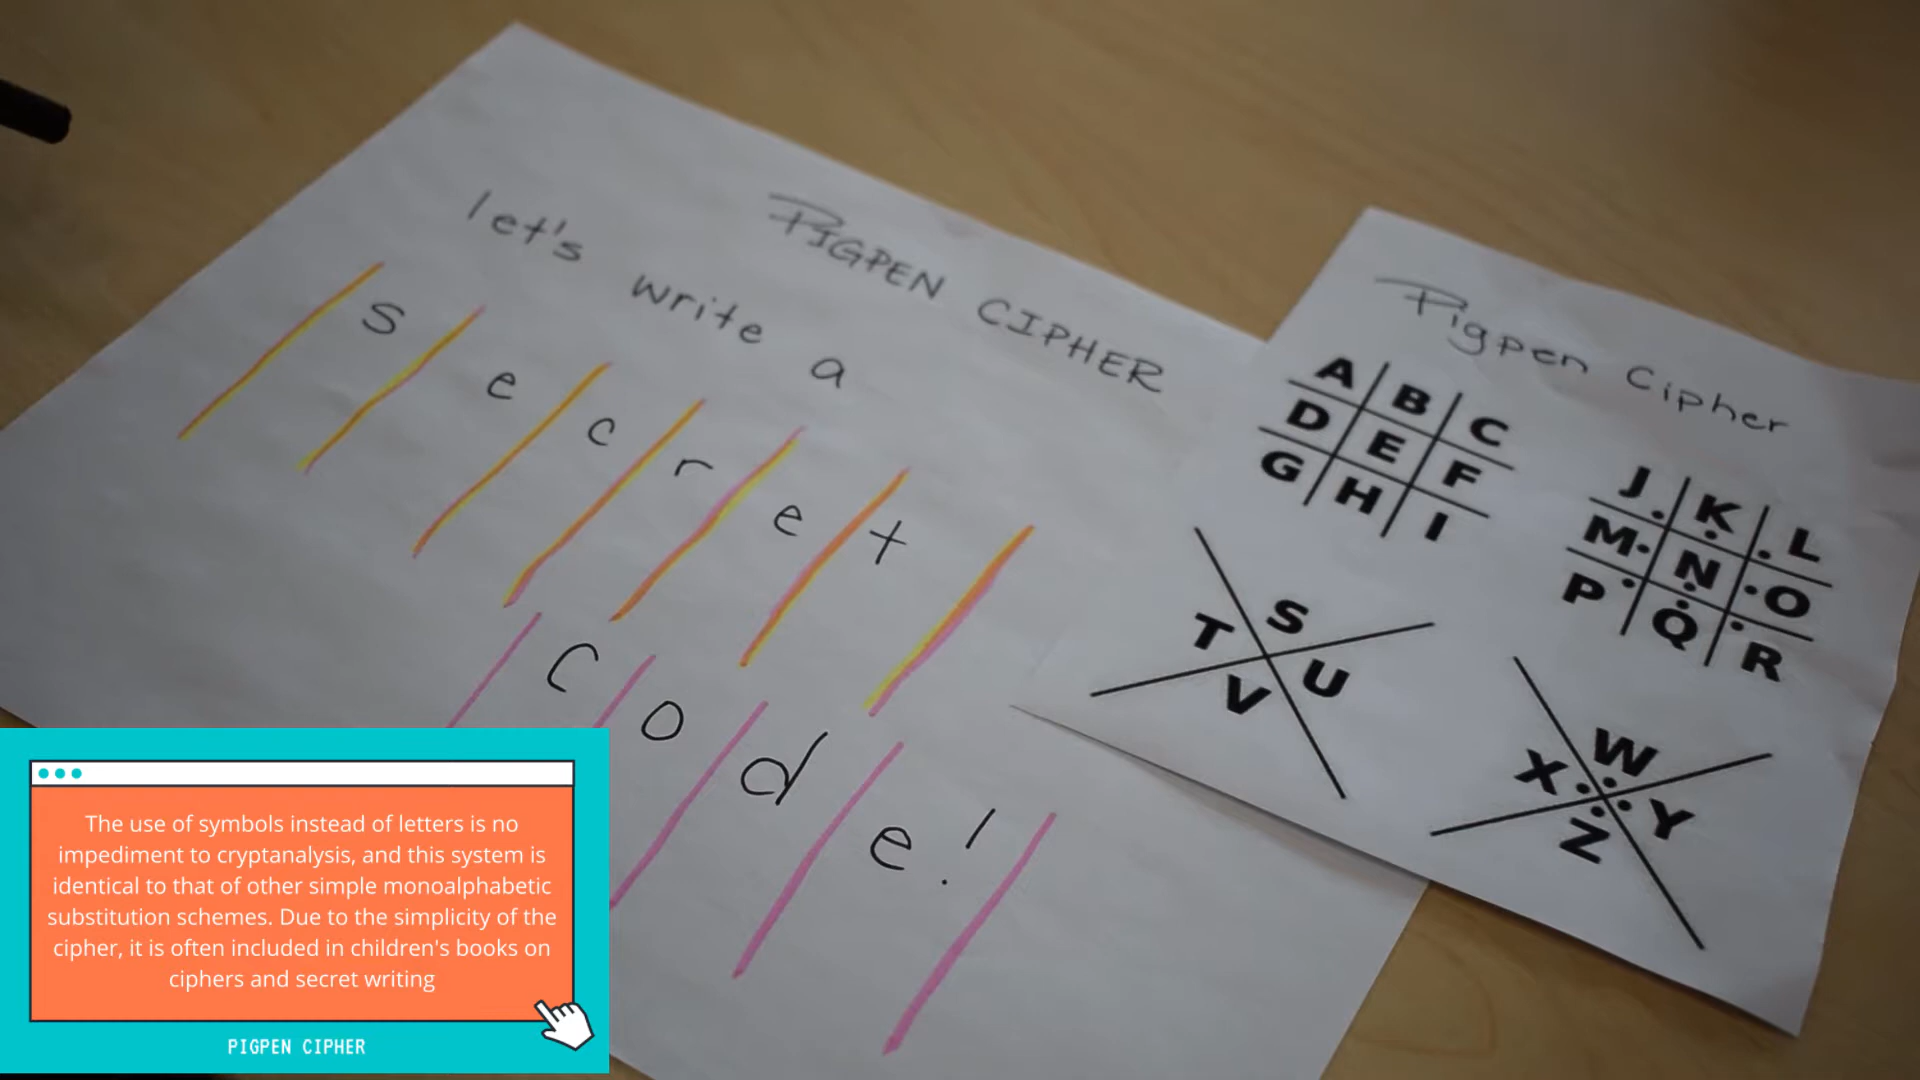 PIGPEN CIPHER
let's write a
s e c r e t
c o d e !
Pigpen Cipher
A B C
D E F
G H I
J K L
M N O
P Q R
S
T U
V
W
X Y
Z
The use of symbols instead of letters is no
impediment to cryptanalysis, and this system is
identical to that of other simple monoalphabetic
substitution schemes. Due to the simplicity of the
cipher, it is often included in children's books on
ciphers and secret writing
PIGPEN CIPHER